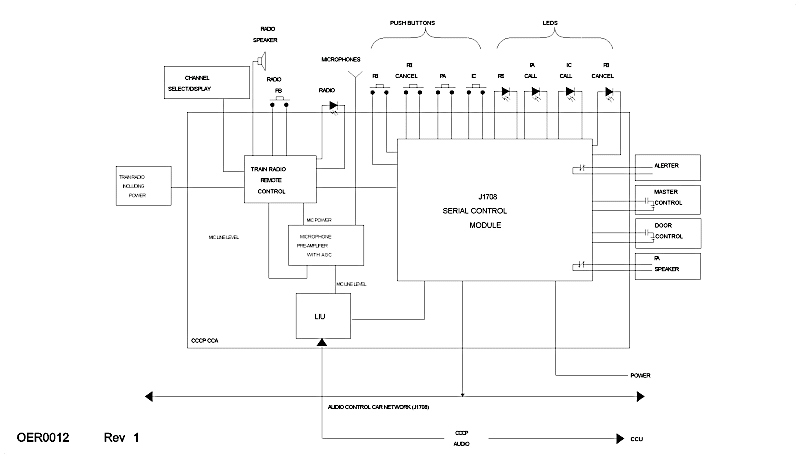 PUSH BUTTONS
LEDS
RADIO
SPEAKER
MICROPHONES
CHANNEL
SELECT/DISPLAY
RADIO
PB
RADIO
PB
PB
CANCEL
PA
IC
PB
PA
CALL
IC
CALL
PB
CANCEL
TRAIN RADIO
INCLUDING
POWER
TRAIN RADIO
REMOTE
CONTROL
J1708
SERIAL CONTROL
MODULE
ALERTER
MASTER
CONTROL
DOOR
CONTROL
PA
SPEAKER
MIC POWER
MIC LINE LEVEL
MICROPHONE
PRE-AMPLIFIER
WITH AGC
MIC LINE LEVEL
LIU
CCCP CCA
POWER
AUDIO CONTROL CAR NETWORK (J1708)
CCCP
AUDIO
CCU
OER0012 Rev 1